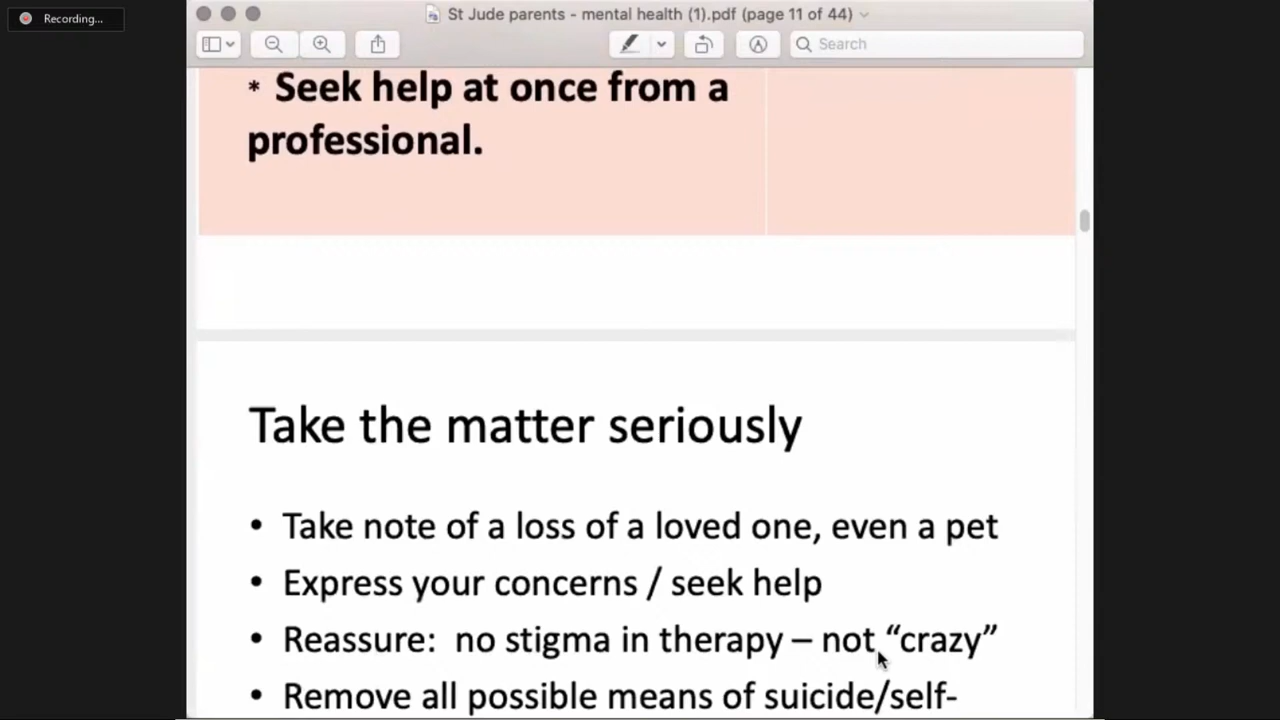 Recording...
St Jude parents - mental health (1).pdf (page 11 of 44)
Search
* Seek help at once from a
professional.
Take the matter seriously
• Take note of a loss of a loved one, even a pet
• Express your concerns / seek help
• Reassure:  no stigma in therapy – not “crazy”
• Remove all possible means of suicide/self-